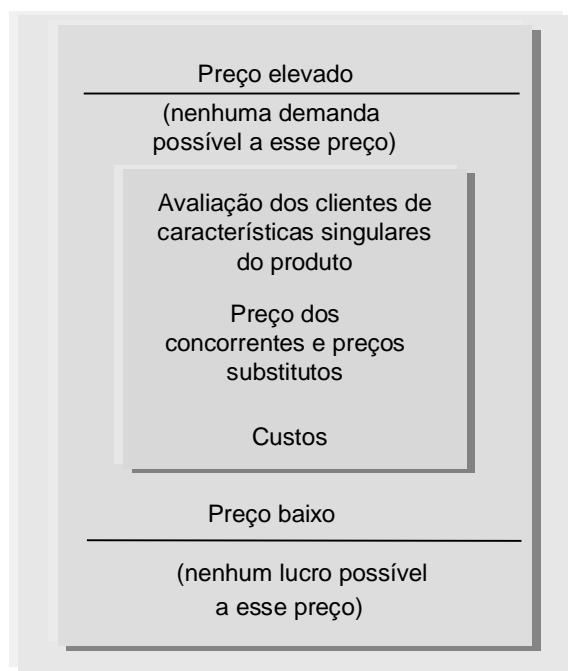 Preço elevado
(nenhuma demanda
possível a esse preço)
Avaliação dos clientes de
características singulares
do produto
Preço dos
concorrentes e preços
substitutos
Custos
Preço baixo
(nenhum lucro possível
a esse preço)